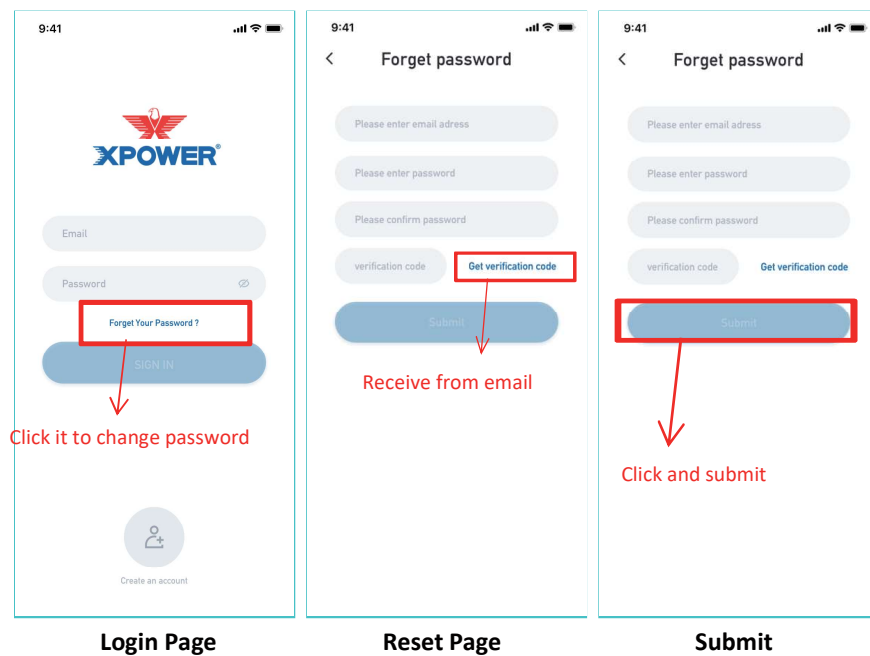 9:41
XPOWER®
Email
Password
Forget Your Password ?
SIGN IN
Click it to change password
Create an account
Login Page
9:41
Forget password
Please enter email adress
Please enter password
Please confirm password
verification code
Get verification code
Submit
Receive from email
Reset Page
9:41
Forget password
Please enter email adress
Please enter password
Please confirm password
verification code
Get verification code
Submit
Click and submit
Submit